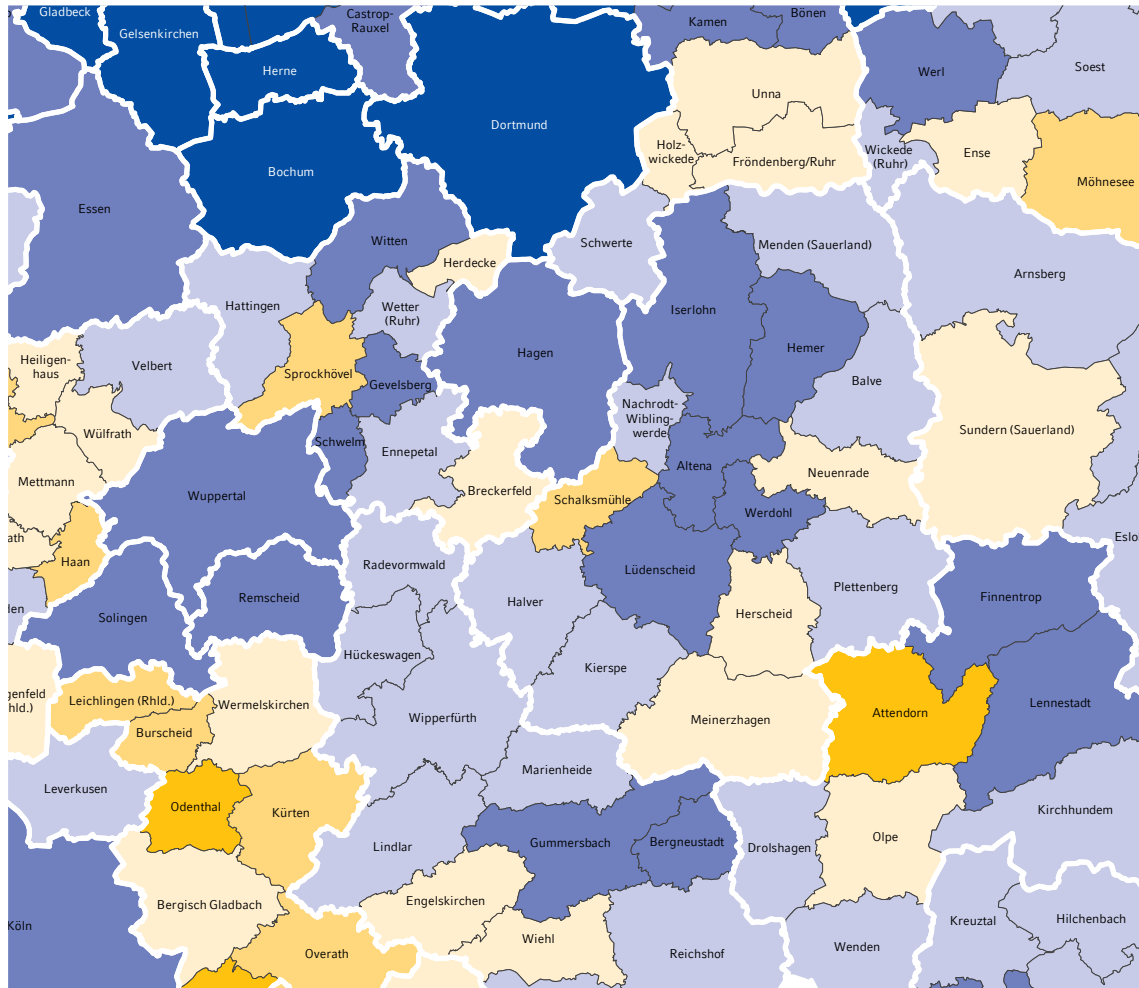 Gladbeck
Gelsenkirchen
Castrop-
Rauxel
Kamen
Bönen
Herne
Werl
Soest
Unna
Dortmund
Holz-
wickede
Fröndenberg/Ruhr
Wickede
(Ruhr)
Ense
Bochum
Möhnesee
Essen
Witten
Schwerte
Menden (Sauerland)
Herdecke
Arnsberg
Hattingen
Wetter
(Ruhr)
Iserlohn
Hemer
Hagen
Heiligen-
haus
Velbert
Sprockhövel
Gevelsberg
Balve
Nachrodt-
Wibling-
werde
Wülfrath
Schwelm
Ennepetal
Sundern (Sauerland)
Altena
Neuenrade
Mettmann
Wuppertal
Breckerfeld
Schalksmühle
Werdohl
ath
Eslo
Haan
Radevormwald
Lüdenscheid
Plettenberg
Remscheid
Finnentrop
Halver
len
Solingen
Herscheid
Hückeswagen
Kierspe
genfeld
hld.)
Leichlingen (Rhld.)
Wermelskirchen
Lennestadt
Attendorn
Wipperfürth
Meinerzhagen
Burscheid
Marienheide
Leverkusen
Odenthal
Kürten
Kirchhundem
Olpe
Gummersbach
Bergneustadt
Lindlar
Drolshagen
Engelskirchen
Bergisch Gladbach
Kreuztal
Hilchenbach
Köln
Wiehl
Wenden
Overath
Reichshof